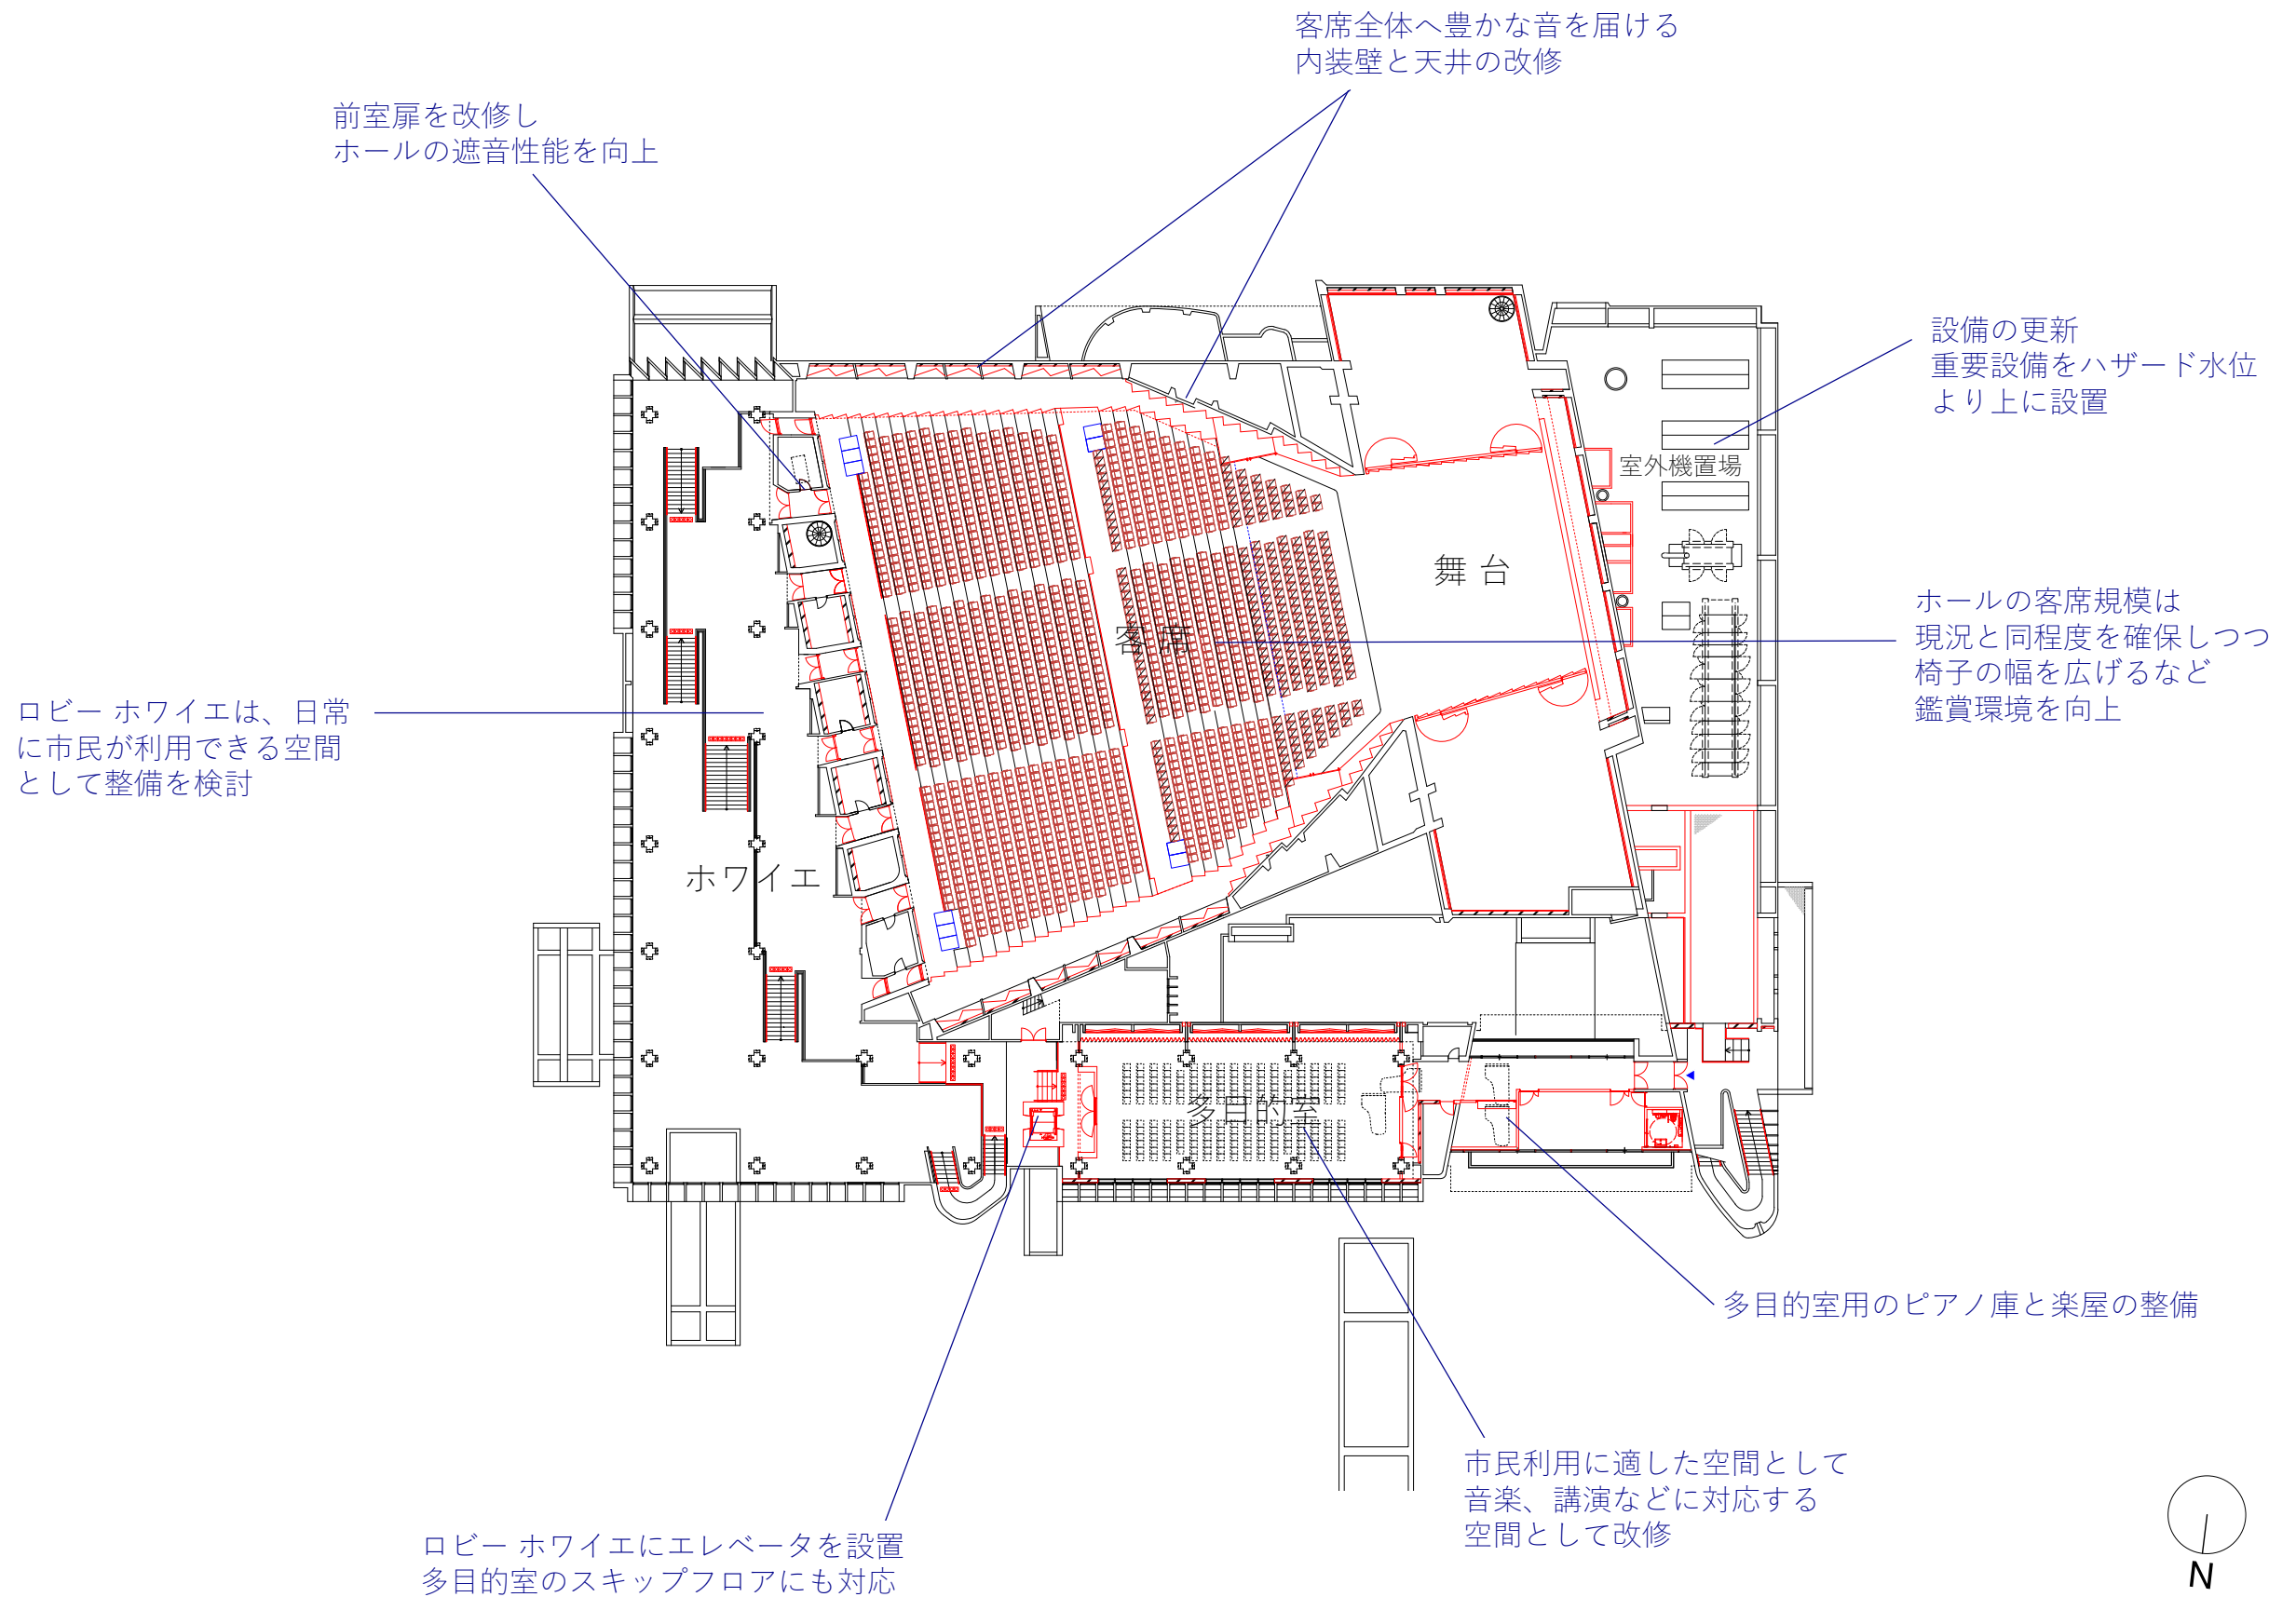 客席全体へ豊かな音を届ける
内装壁と天井の改修
前室扉を改修し
ホールの遮音性能を向上
設備の更新
重要設備をハザード水位
より上に設置
室外機置場
舞台
ホールの客席規模は
現況と同程度を確保しつつ
椅子の幅を広げるなど
鑑賞環境を向上
客席
ロビー ホワイエは、日常
に市民が利用できる空間
として整備を検討
ホワイエ
多目的室
多目的室用のピアノ庫と楽屋の整備
市民利用に適した空間として
音楽、講演などに対応する
空間として改修
ロビー ホワイエにエレベータを設置
多目的室のスキップフロアにも対応
N